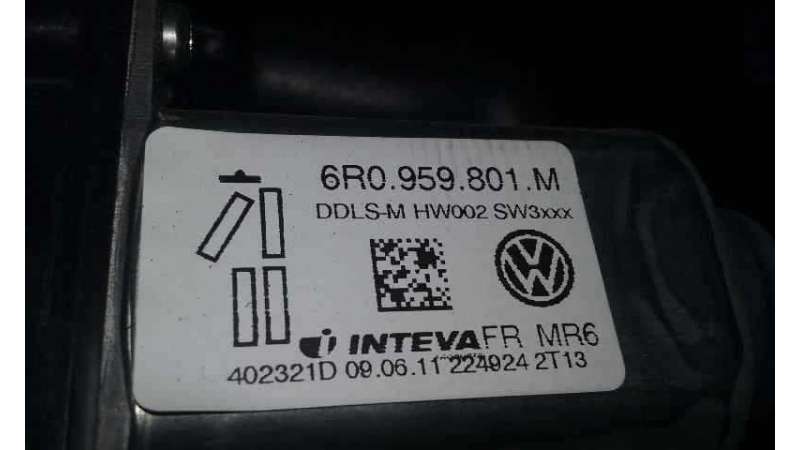 6R0.959.801.M
DDLS-M HW002 SW3xxx
INTEVA FR MR6
402321D 09.06.11 224924 2T13